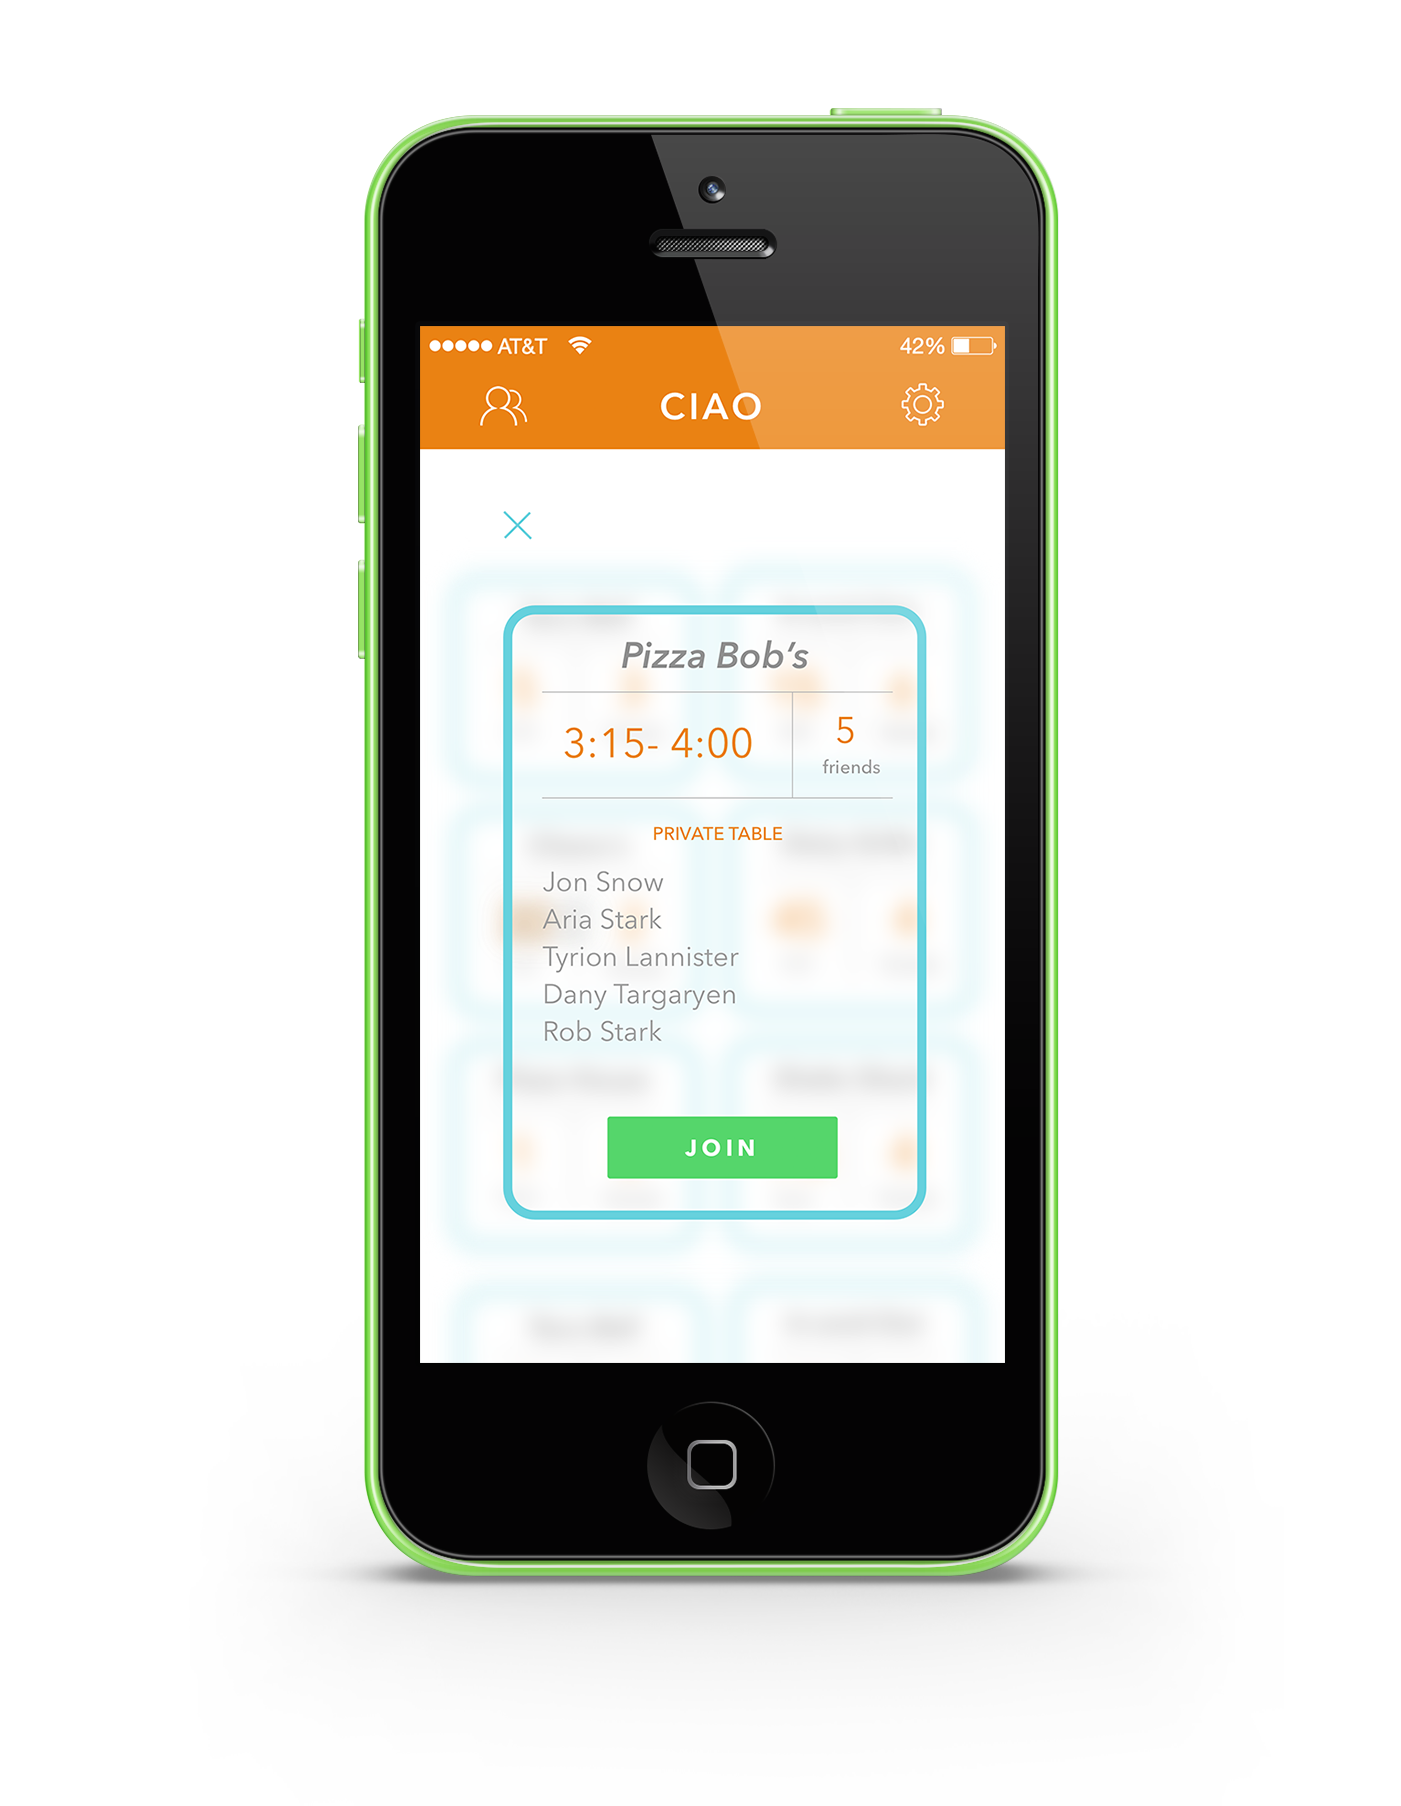 AT&T 42%
CIAO
Pizza Bob's
3:15- 4:00
5
friends
PRIVATE TABLE
Jon Snow
Aria Stark
Tyrion Lannister
Dany Targaryen
Rob Stark
JOIN